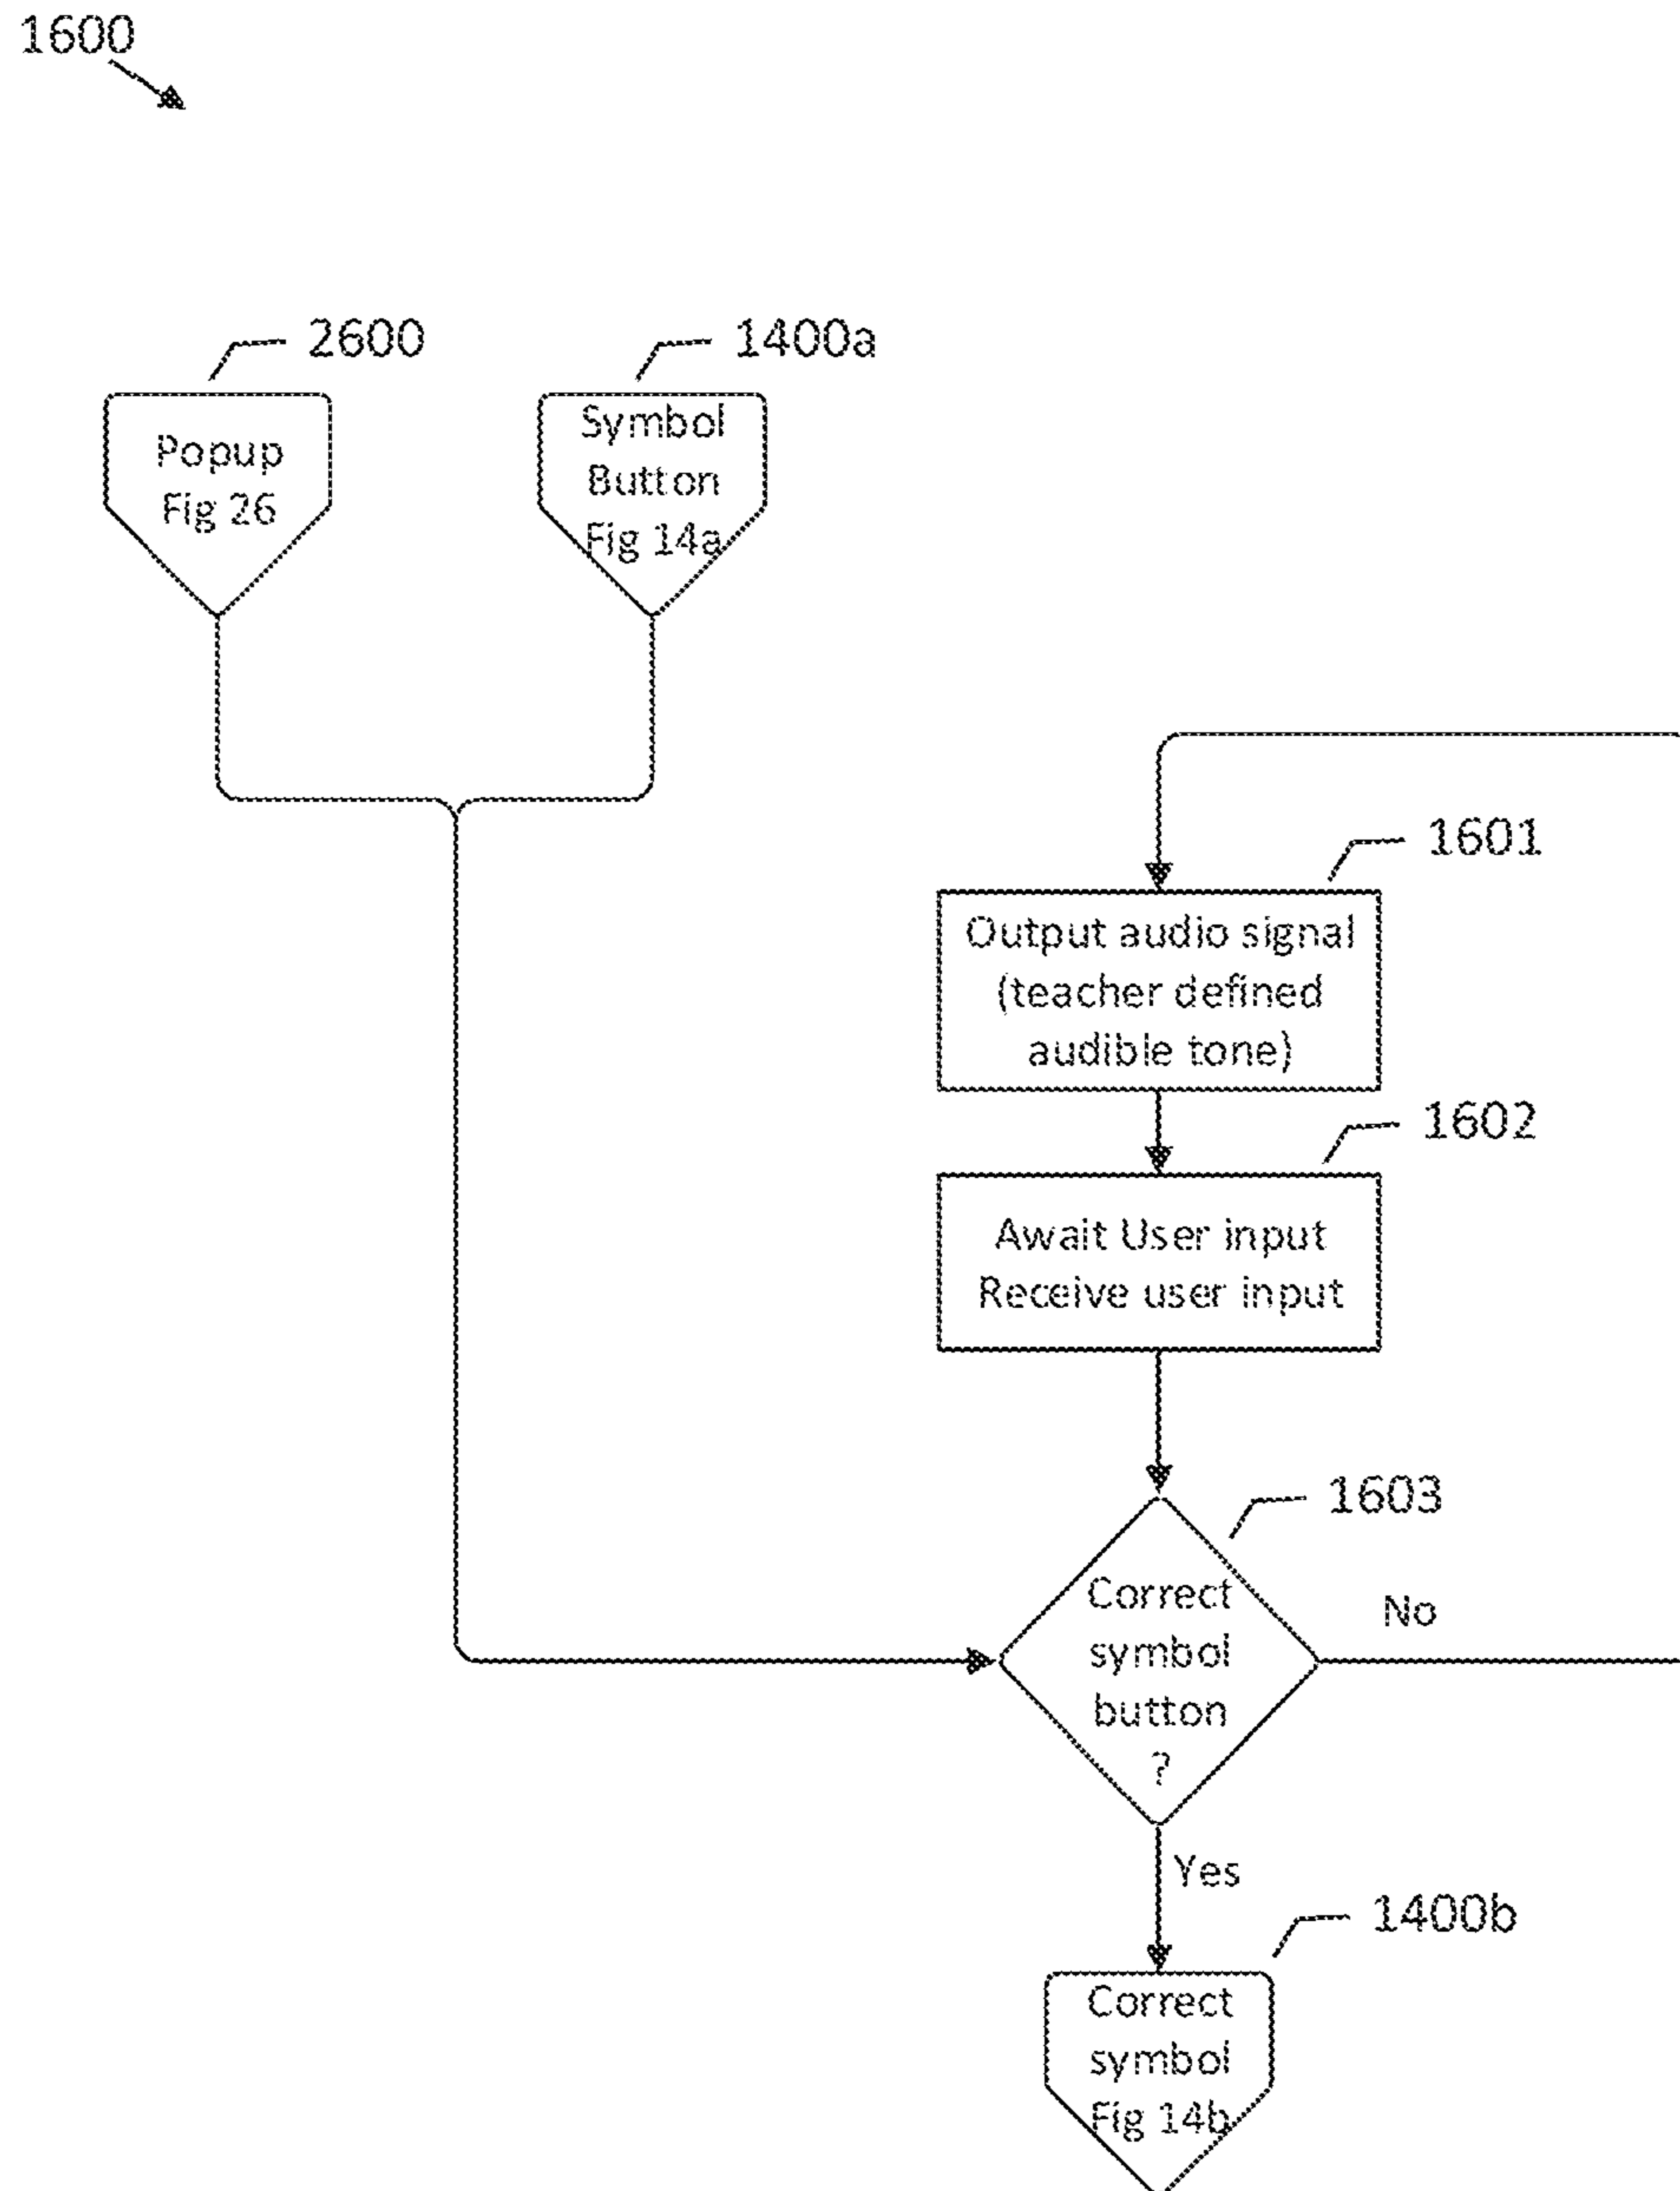 1600
2600
1400a
Popup
Fig 26
Symbol
Button
Fig 14a
1601
Output audio signal
(teacher defined
audible tone)
1602
Await User input
Receive user input
1603
Correct
symbol
button
?
No
Yes
1400b
Correct
symbol
Fig 14b